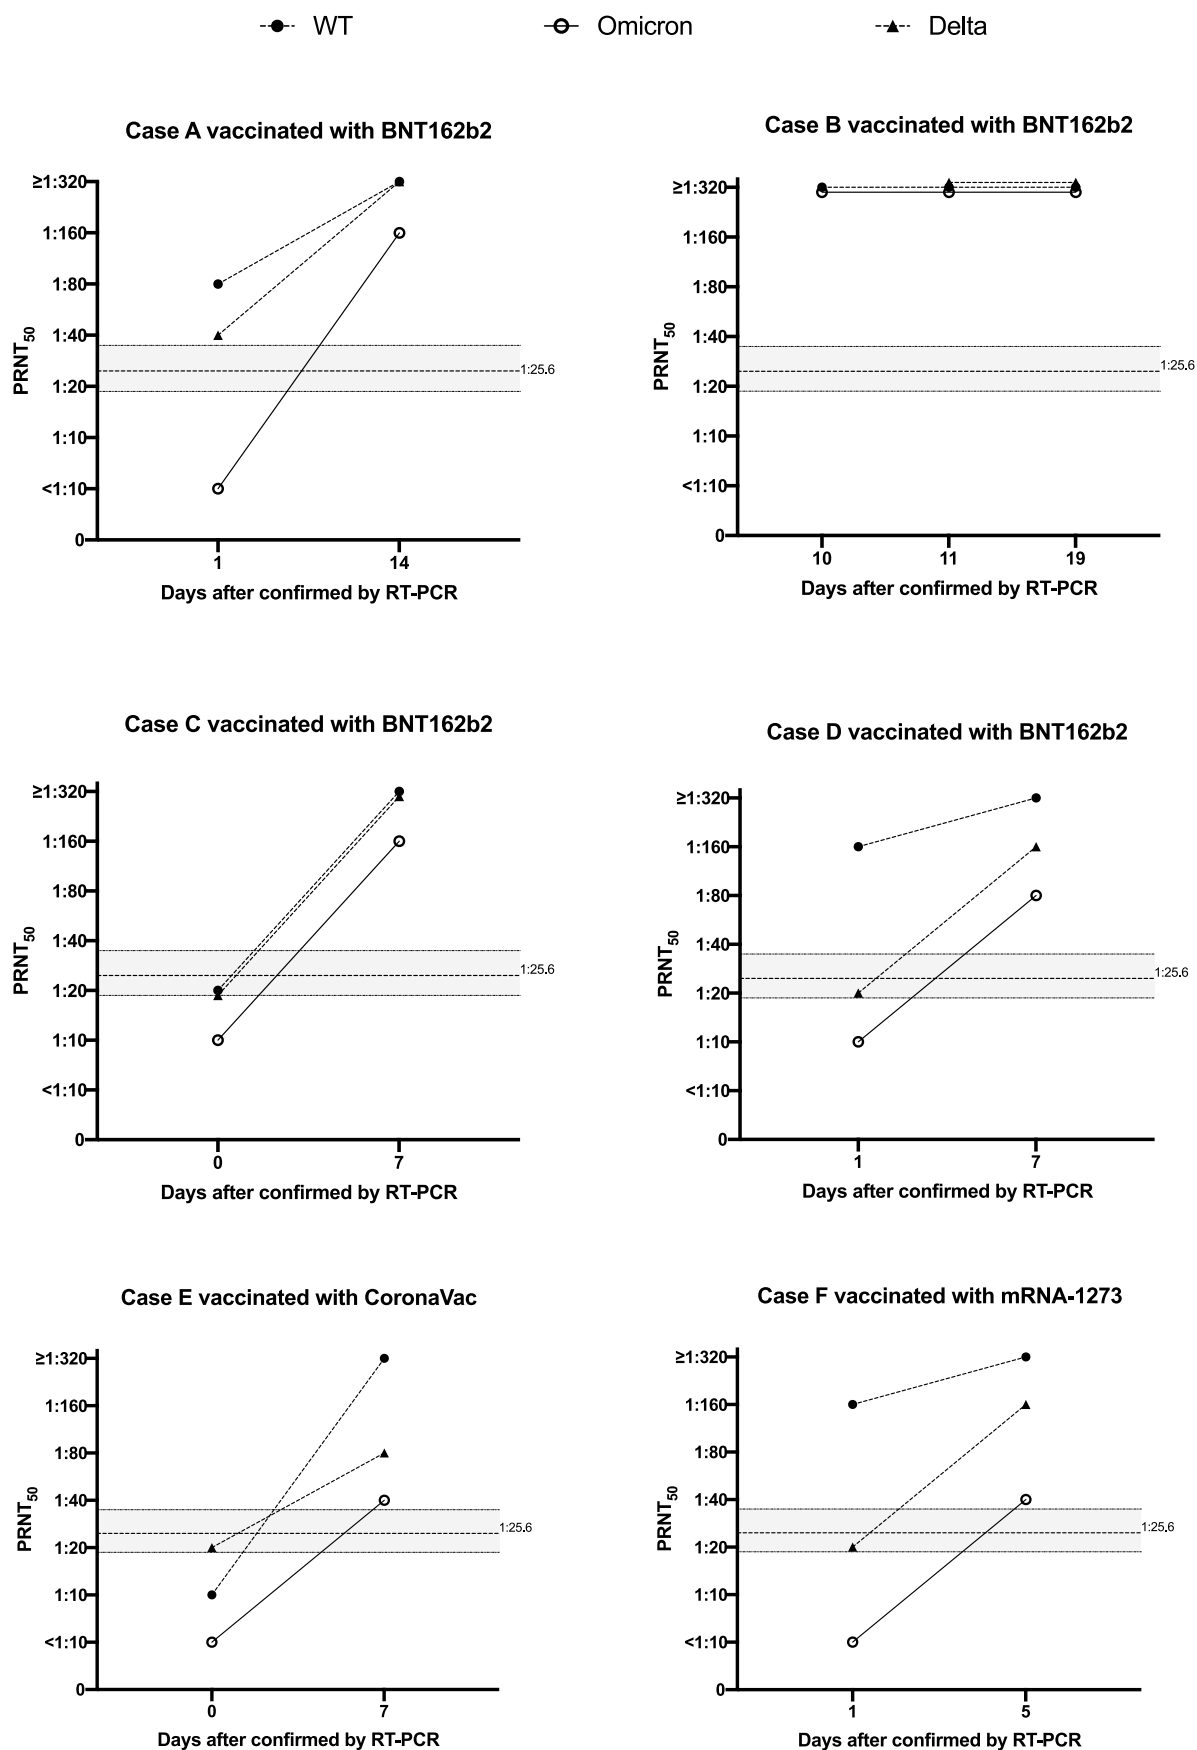 WT Omicron Delta
Case A vaccinated with BNT162b2
≥1:320
1:160
1:80
1:40
1:20
1:10
<1:10
0
PRNT50
1:25.6
1 14
Days after confirmed by RT-PCR
Case B vaccinated with BNT162b2
≥1:320
1:160
1:80
1:40
1:20
1:10
<1:10
0
PRNT50
1:25.6
10 11 19
Days after confirmed by RT-PCR
Case C vaccinated with BNT162b2
≥1:320
1:160
1:80
1:40
1:20
1:10
<1:10
0
PRNT50
1:25.6
0 7
Days after confirmed by RT-PCR
Case D vaccinated with BNT162b2
≥1:320
1:160
1:80
1:40
1:20
1:10
<1:10
0
PRNT50
1:25.6
1 7
Days after confirmed by RT-PCR
Case E vaccinated with CoronaVac
≥1:320
1:160
1:80
1:40
1:20
1:10
<1:10
0
PRNT50
1:25.6
0 7
Days after confirmed by RT-PCR
Case F vaccinated with mRNA-1273
≥1:320
1:160
1:80
1:40
1:20
1:10
<1:10
0
PRNT50
1:25.6
1 5
Days after confirmed by RT-PCR